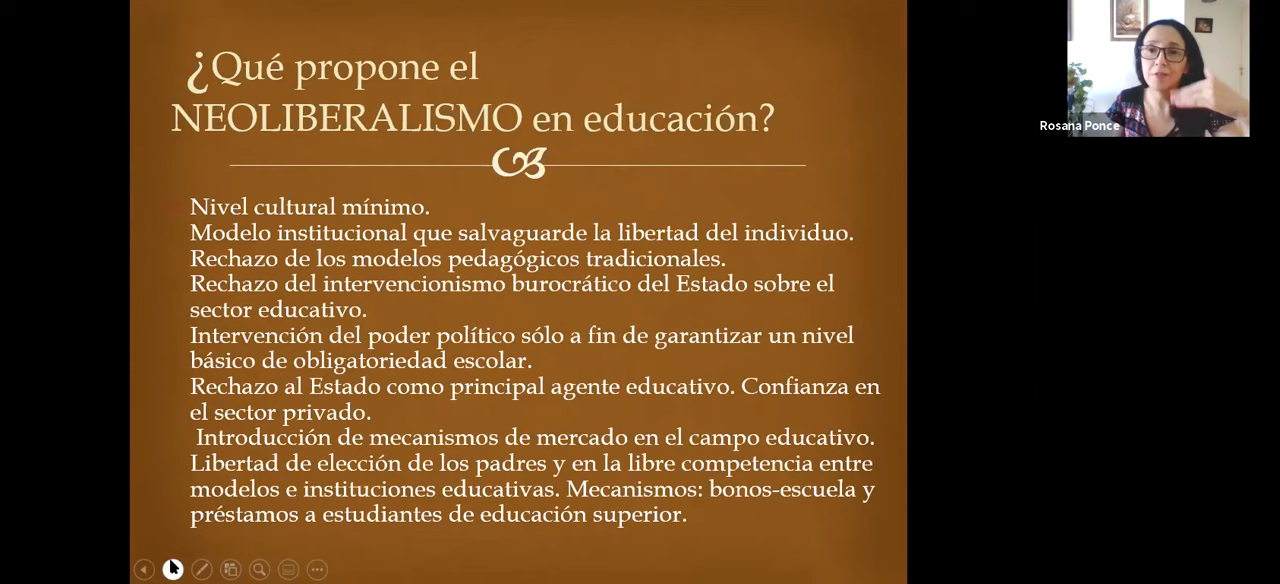 ¿Qué propone el
NEOLIBERALISMO en educación?
Nivel cultural mínimo.
Modelo institucional que salvaguarde la libertad del individuo.
Rechazo de los modelos pedagógicos tradicionales.
Rechazo del intervencionismo burocrático del Estado sobre el
sector educativo.
Intervención del poder político sólo a fin de garantizar un nivel
básico de obligatoriedad escolar.
Rechazo al Estado como principal agente educativo. Confianza en
el sector privado.
Introducción de mecanismos de mercado en el campo educativo.
Libertad de elección de los padres y en la libre competencia entre
modelos e instituciones educativas. Mecanismos: bonos-escuela y
préstamos a estudiantes de educación superior.
Rosana Ponce